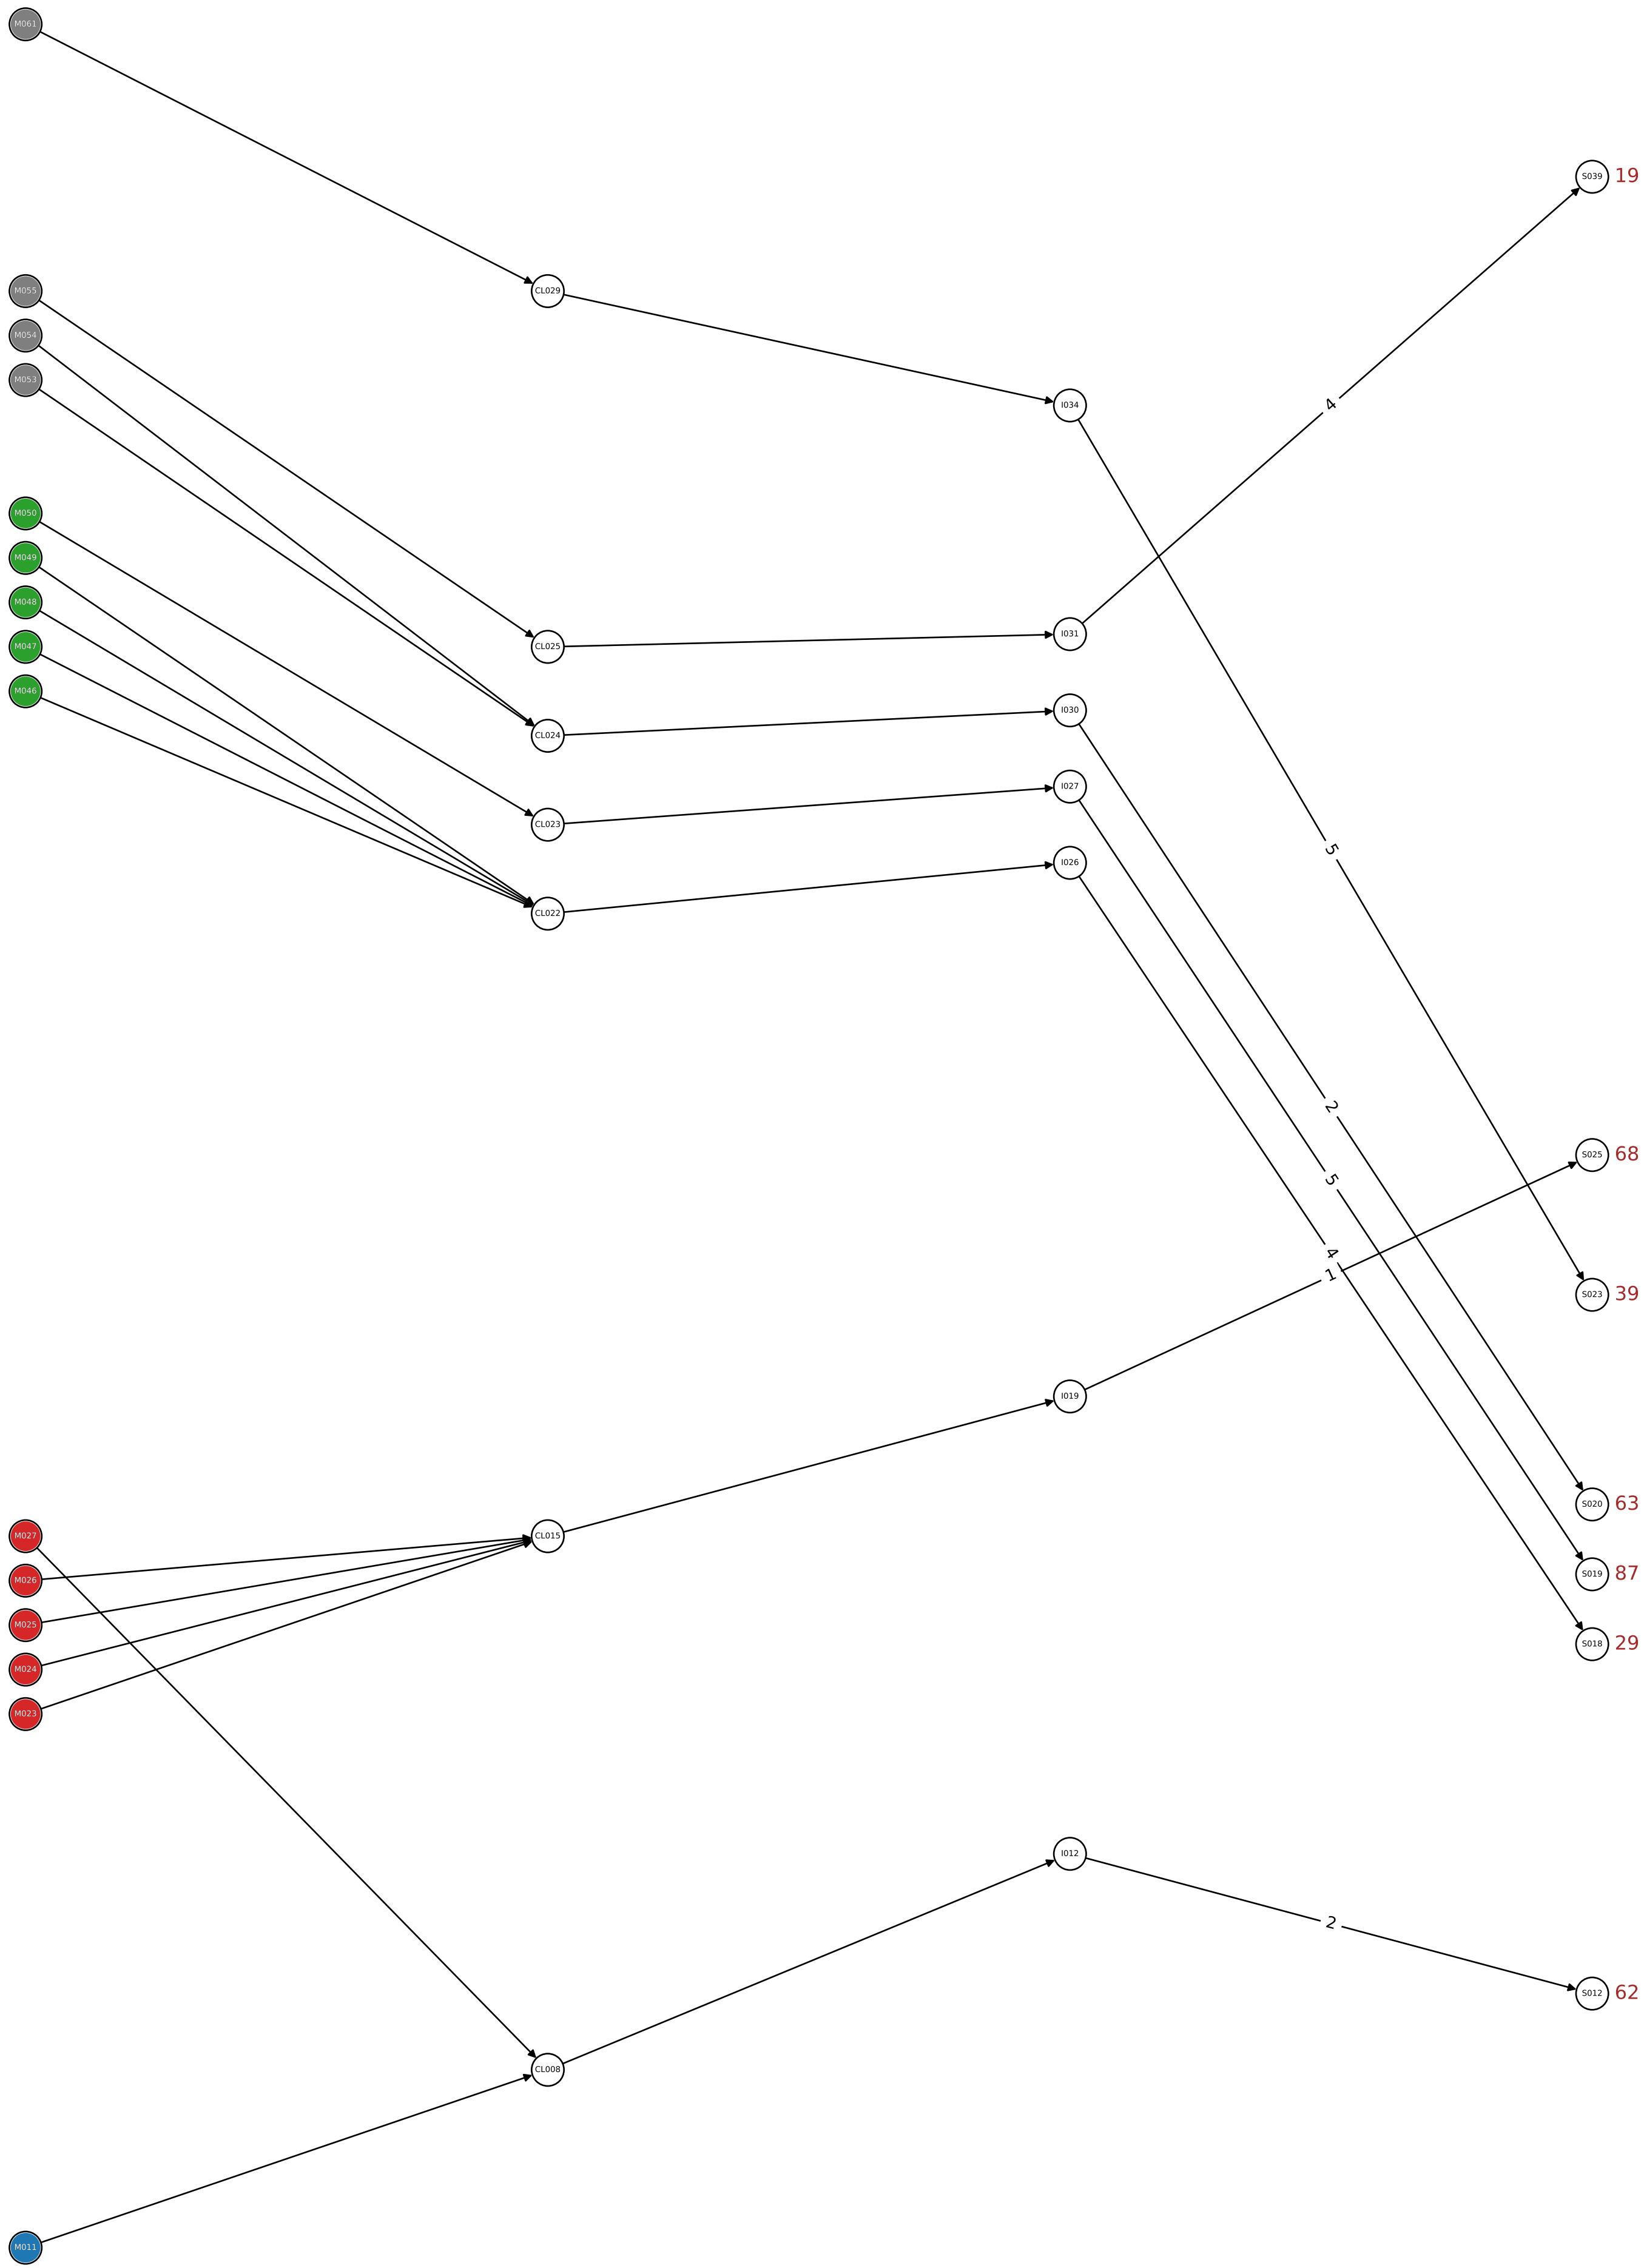 M061
S039 19
M055
CL029
M054
M053
I034
4
M050
M049
M048
I031
M047
CL025
M046
I030
CL024
I027
CL023
5
I026
CL022
2
S025 68
5
4
1
S023 39
I019
S020 63
M027
CL015
S019 87
M026
M025
S018 29
M024
M023
I012
2
S012 62
CL008
M011